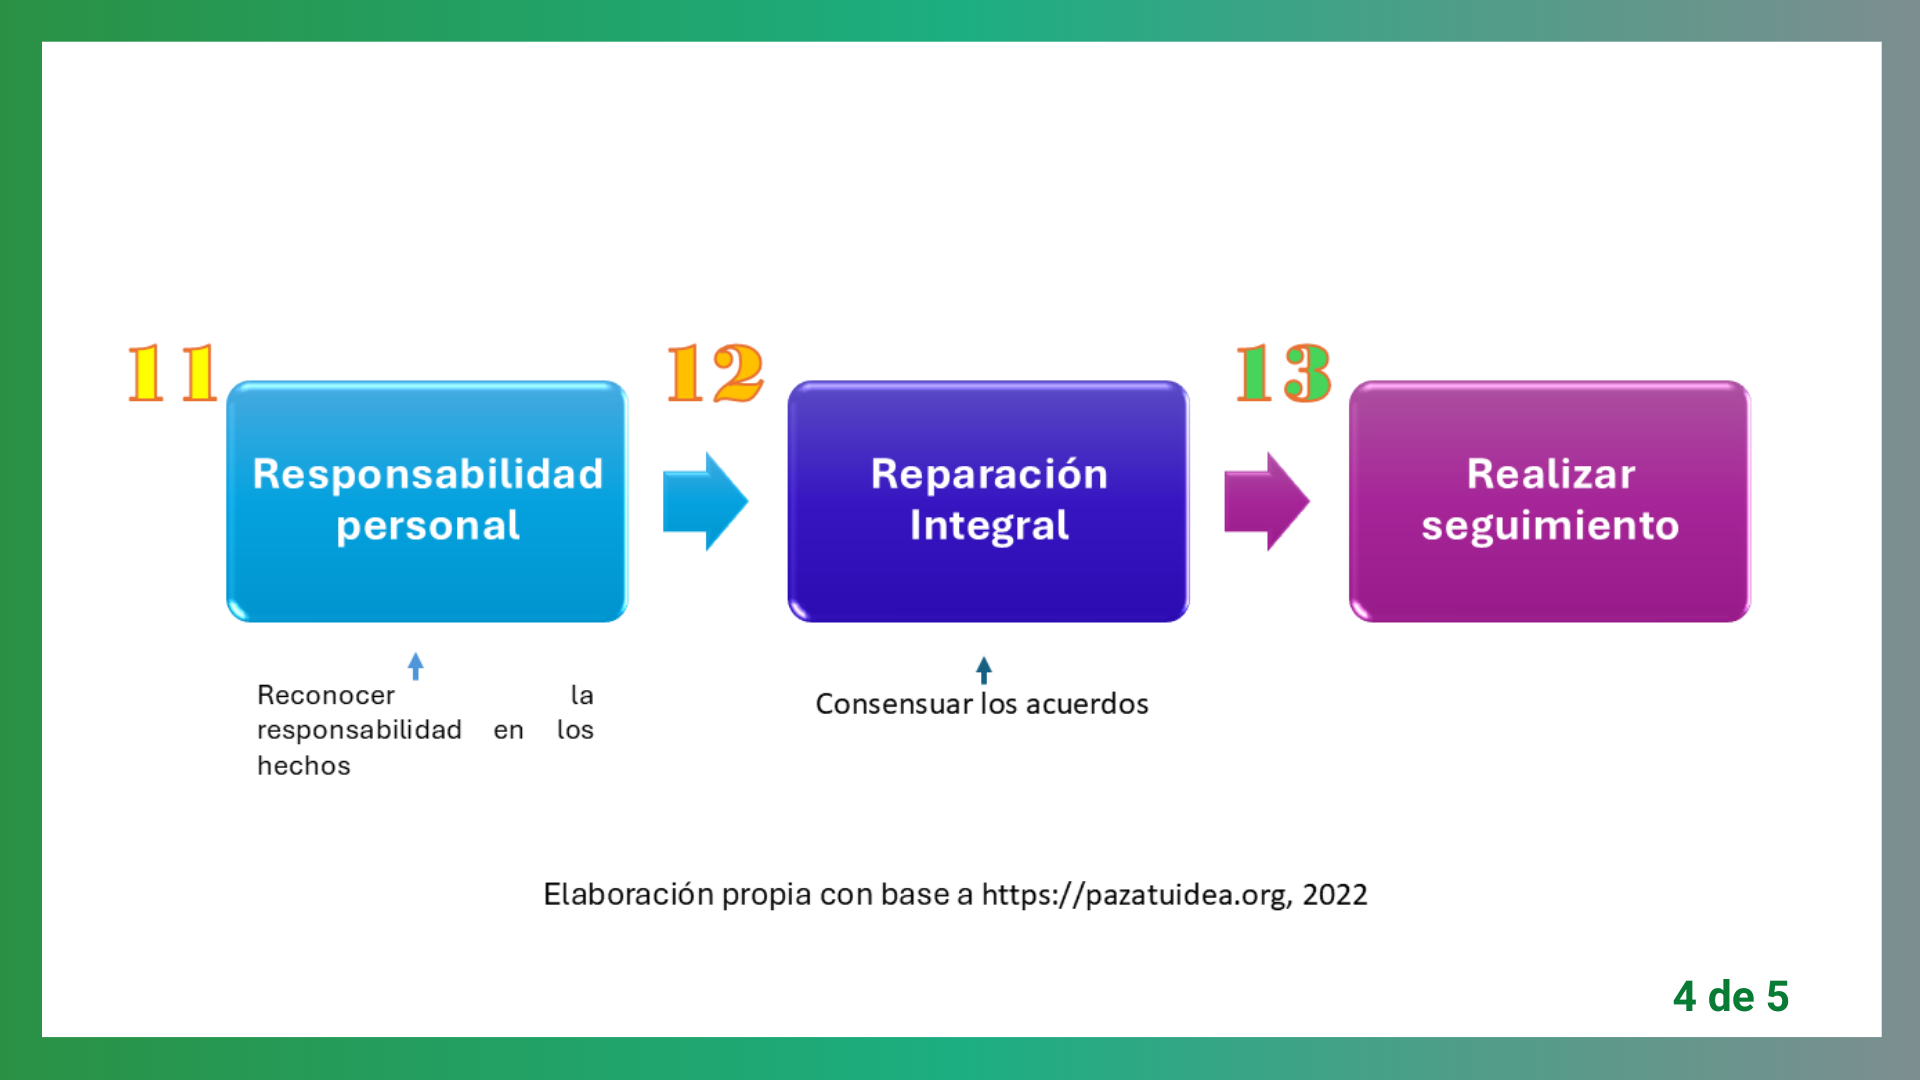 11
Responsabilidad
personal
12
Reparación
Integral
13
Realizar
seguimiento
Reconocer la
responsabilidad en los
hechos
Consensuar los acuerdos
Elaboración propia con base a https://pazatuidea.org, 2022
4 de 5